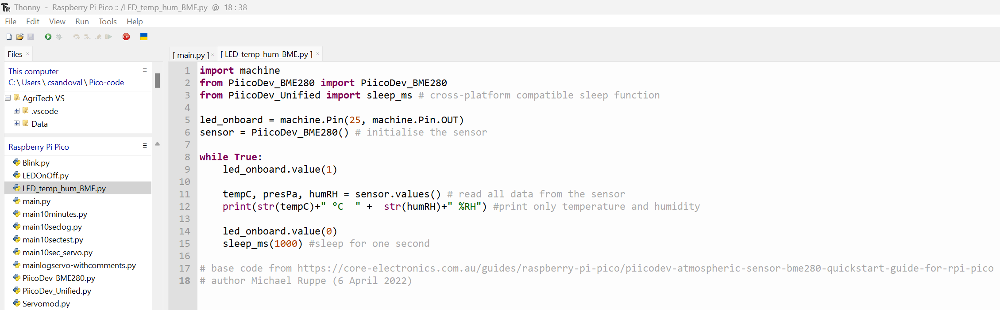 Thonny - Raspberry Pi Pico :: /LED_temp_hum_BME.py @ 18 : 38
File Edit View Run Tools Help
STOP
Files
This computer
C: \ Users \ csandoval \ Pico-code
AgriTech VS
.vscode
Data
Raspberry Pi Pico
Blink.py
LEDOnOff.py
LED_temp_hum_BME.py
main.py
main10minutes.py
main10seclog.py
main10sectest.py
main10sec_servo.py
mainlogservo-withcomments.py
PiicoDev_BME280.py
PiicoDev_Unified.py
Servomod.py
[ main.py ] [ LED_temp_hum_BME.py ]
1 import machine
2 from PiicoDev_BME280 import PiicoDev_BME280
3 from PiicoDev_Unified import sleep_ms # cross-platform compatible sleep function
4
5 led_onboard = machine.Pin(25, machine.Pin.OUT)
6 sensor = PiicoDev_BME280() # initialise the sensor
7
8 while True:
9     led_onboard.value(1)
10
11     tempC, presPa, humRH = sensor.values() # read all data from the sensor
12     print(str(tempC)+" °C  " +  str(humRH)+" %RH") #print only temperature and humidity
13
14     led_onboard.value(0)
15     sleep_ms(1000) #sleep for one second
16
17 # base code from https://core-electronics.com.au/guides/raspberry-pi-pico/piicodev-atmospheric-sensor-bme280-quickstart-guide-for-rpi-pico
18 # author Michael Ruppe (6 April 2022)